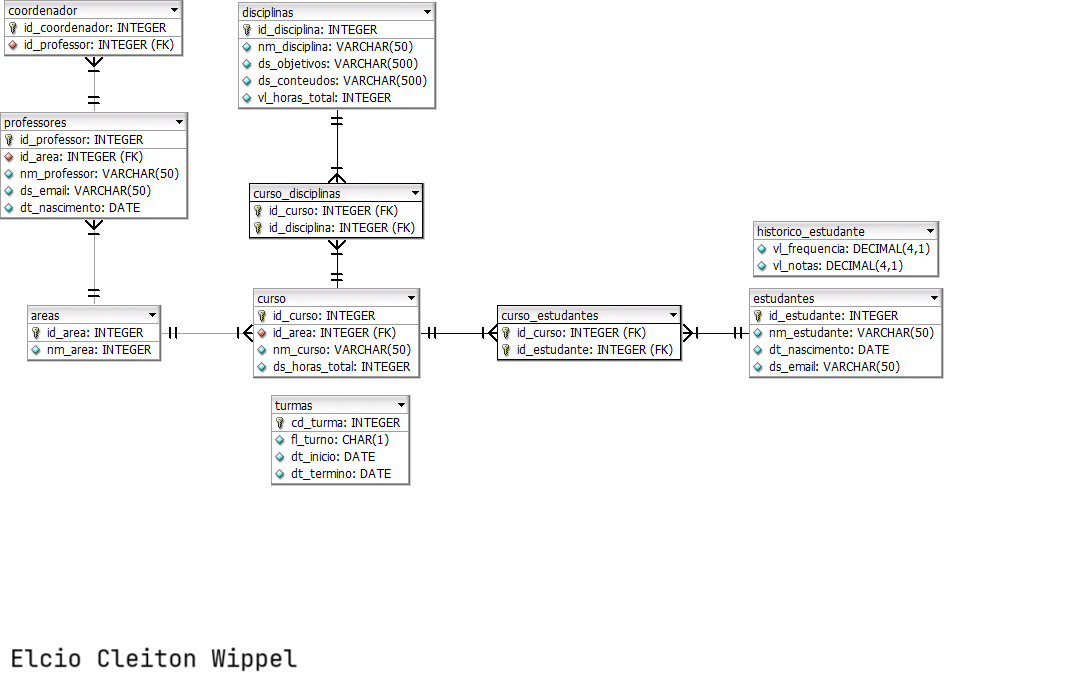 coordenador
id_coordenador: INTEGER
id_professor: INTEGER (FK)
disciplinas
id_disciplina: INTEGER
nm_disciplina: VARCHAR(50)
ds_objetivos: VARCHAR(500)
ds_conteudos: VARCHAR(500)
vl_horas_total: INTEGER
professores
id_professor: INTEGER
id_area: INTEGER (FK)
nm_professor: VARCHAR(50)
ds_email: VARCHAR(50)
dt_nascimento: DATE
curso_disciplinas
id_curso: INTEGER (FK)
id_disciplina: INTEGER (FK)
historico_estudante
vl_frequencia: DECIMAL(4,1)
vl_notas: DECIMAL(4,1)
areas
id_area: INTEGER
nm_area: INTEGER
curso
id_curso: INTEGER
id_area: INTEGER (FK)
nm_curso: VARCHAR(50)
ds_horas_total: INTEGER
curso_estudantes
id_curso: INTEGER (FK)
id_estudante: INTEGER (FK)
estudantes
id_estudante: INTEGER
nm_estudante: VARCHAR(50)
dt_nascimento: DATE
ds_email: VARCHAR(50)
turmas
cd_turma: INTEGER
fl_turno: CHAR(1)
dt_inicio: DATE
dt_termino: DATE
Elcio Cleiton Wippel